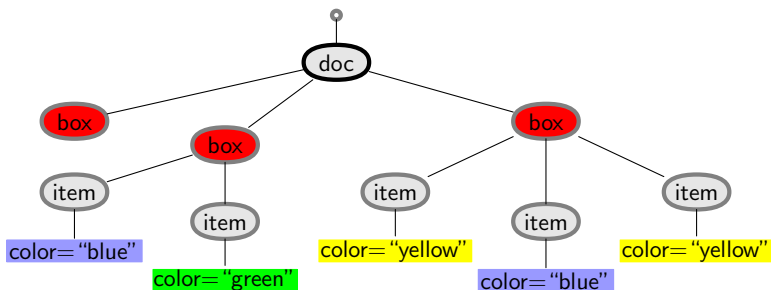 doc
box
box
box
item
item
item
item
item
color= “blue”
color= “green”
color= “yellow”
color= “blue”
color= “yellow”